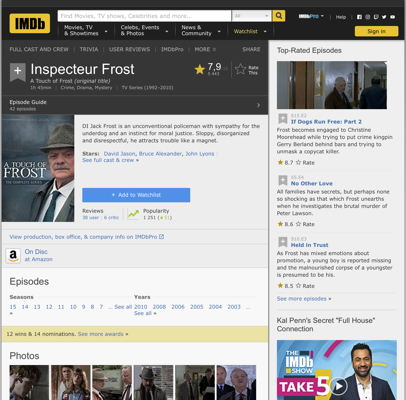 IMDb
Find Movies, TV shows, Celebrities and more...
All
Movies, TV
& Showtimes
Celebs, Events
& Photos
News &
Community
Watchlist
IMDbPro
Help
Sign in
FULL CAST AND CREW | TRIVIA | USER REVIEWS | IMDbPro | MORE
SHARE
Inspecteur Frost
A Touch of Frost (original title)
1h 45min | Crime, Drama, Mystery | TV Series (1992–2010)
7,9
Rate
This
Episode Guide
42 episodes
A TOUCH OF
FROST
DI Jack Frost is an unconventional policeman with sympathy for the
underdog and an instinct for moral justice. Sloppy, disorganized
and disrespectful, he attracts trouble like a magnet.
Stars: David Jason, Bruce Alexander, John Lyons
See full cast & crew »
+ Add to Watchlist
Reviews
38 user | 6 critic
Popularity
1 251
View production, box office, & company info on IMDbPro
a
On Disc
at Amazon
Episodes
Seasons
Years
15 14 13 12 11 10 9 8 7 ... See all
»
2010 2008 2006 2005 2004 2003 ...
See all »
12 wins & 14 nominations. See more awards »
Photos
Top-Rated Episodes
If Dogs Run Free: Part 2
Frost becomes engaged to Christine
Moorehead while trying to put crime kingpin
Gerry Berland behind bars and trying to
unmask a copycat killer.
8.7 Rate
No Other Love
All families have secrets, but perhaps none
so shocking as that which Frost unearths
when he investigates the brutal murder of
Peter Lawson.
8.6 Rate
Held in Trust
As Frost has mixed emotions about
promotion, a young boy is reported missing
and the malnourished corpse of a youngster
is presumed to be his.
8.5 Rate
See more episodes »
Kal Penn's Secret "Full House"
Connection
THE
IMDb
SHOW
TAKE 5